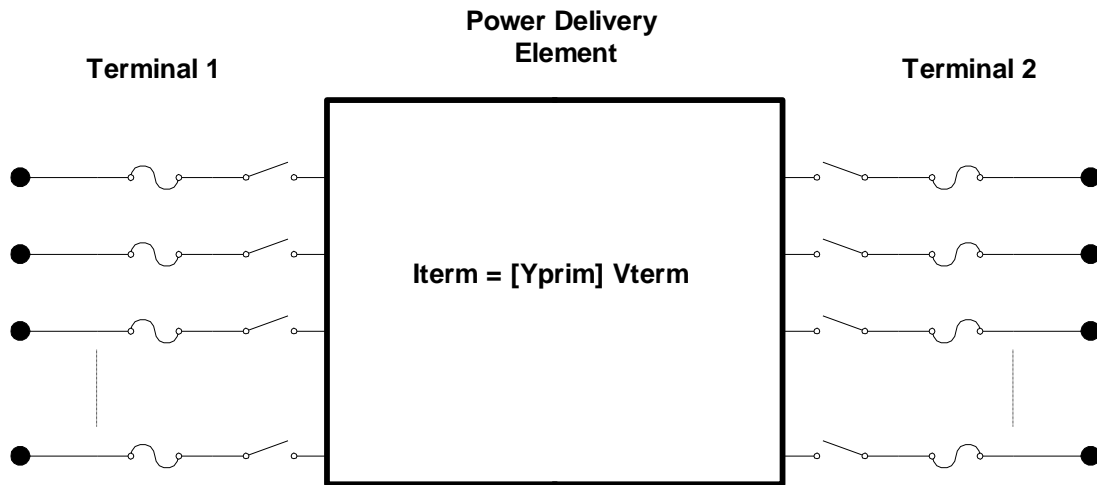 Power Delivery
Element
Terminal 1
Terminal 2
Iterm = [Yprim] Vterm